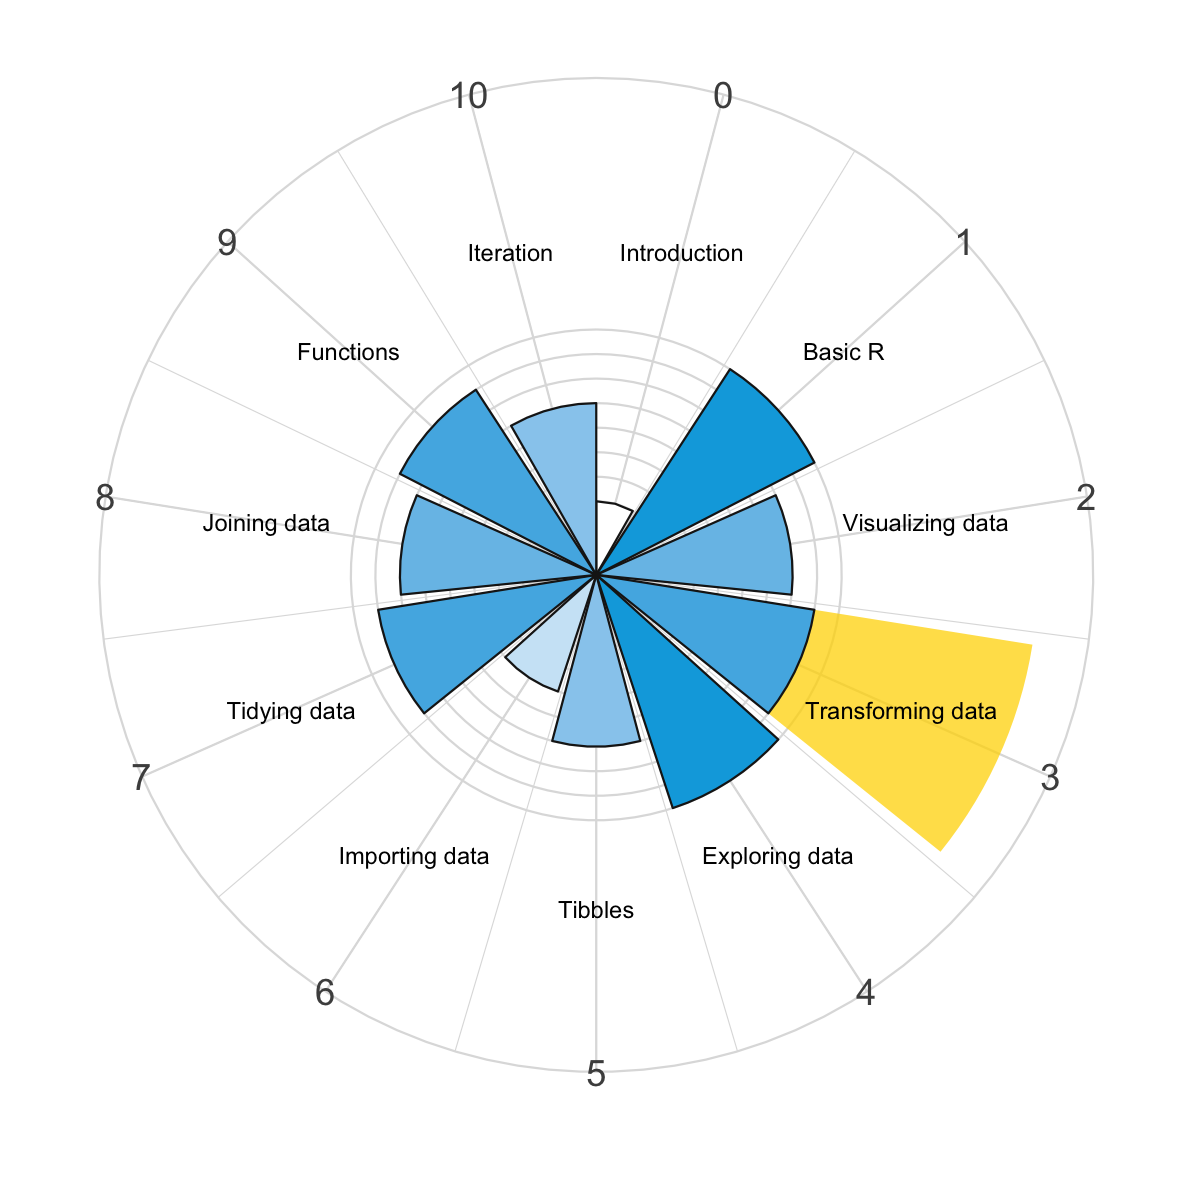 10
0
9
1
Iteration
Introduction
Functions
Basic R
8
2
Joining data
Visualizing data
Tidying data
Transforming data
7
3
Importing data
Exploring data
Tibbles
6
4
5